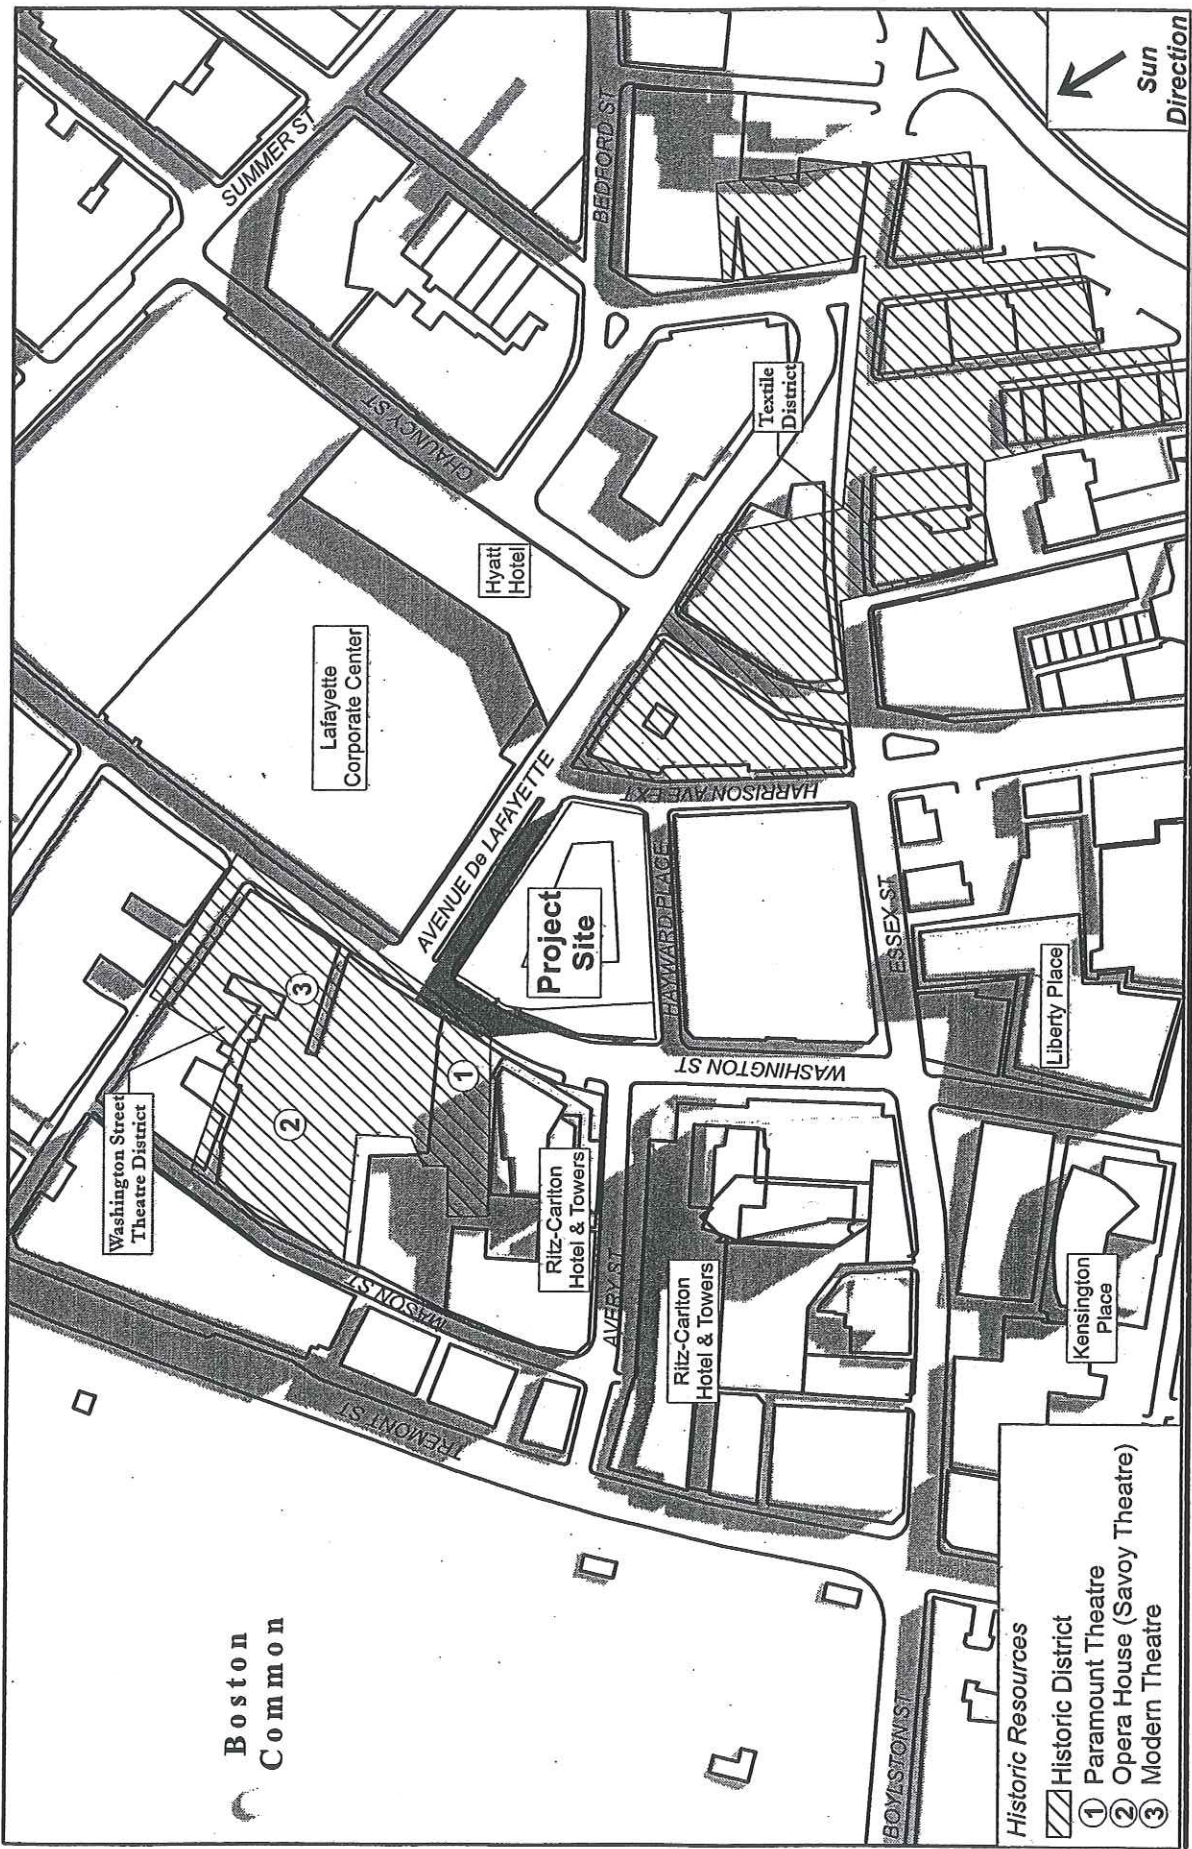 Boston
Common
TREMONT ST
MASON ST
Washington Street
Theatre District
2
3
1
Ritz-Carlton
Hotel & Towers
AVERY ST
Ritz-Carlton
Hotel & Towers
WASHINGTON ST
Lafayette
Corporate Center
Hyatt
Hotel
AVENUE De LAFAYETTE
Project
Site
HAYWARD PLACE
HARRISON AVE EXT
ESSEX ST
Liberty Place
Kensington
Place
BOYLSTON ST
CHAUNCY ST
SUMMER ST
BEDFORD ST
Textile
District
Sun
Direction
Historic Resources
Historic District
1 Paramount Theatre
2 Opera House (Savoy Theatre)
3 Modern Theatre